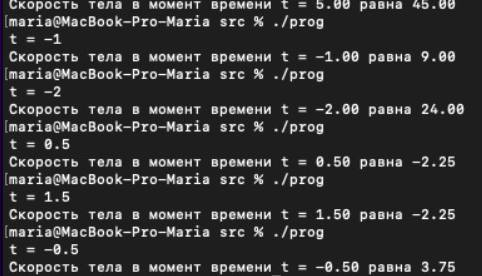 Скорость тела в момент времени t = 5.00 равна 45.00
[maria@MacBook-Pro-Maria src % ./prog
t = -1
Скорость тела в момент времени t = -1.00 равна 9.00
[maria@MacBook-Pro-Maria src % ./prog
t = -2
Скорость тела в момент времени t = -2.00 равна 24.00
[maria@MacBook-Pro-Maria src % ./prog
t = 0.5
Скорость тела в момент времени t = 0.50 равна -2.25
[maria@MacBook-Pro-Maria src % ./prog
t = 1.5
Скорость тела в момент времени t = 1.50 равна -2.25
[maria@MacBook-Pro-Maria src % ./prog
t = -0.5
Скорость тела в момент времени t = -0.50 равна 3.75